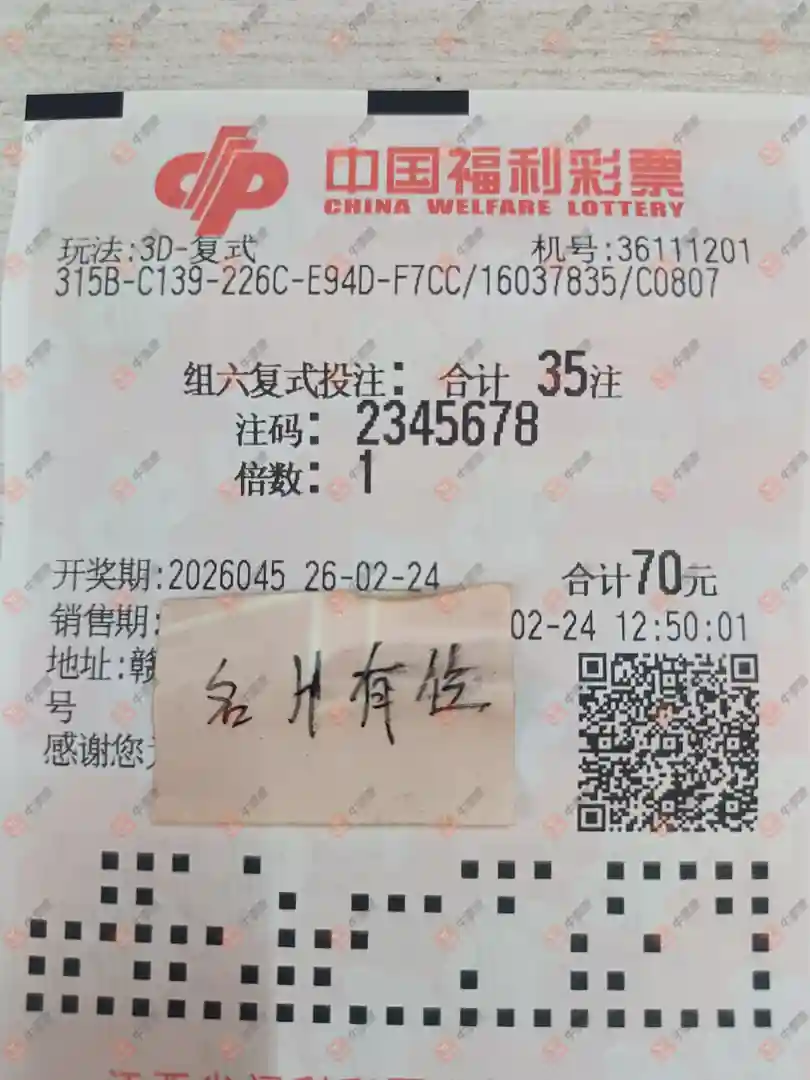 中国福利彩票
CHINA WELFARE LOTTERY
玩法:3D-复式 机号:36111201
315B-C139-226C-E94D-F7CC/16037835/C0807
组六复式投注: 合计 35注
注码: 2345678
倍数: 1
开奖期:2026045 26-02-24 合计70元
销售期: 02-24 12:50:01
地址:赣
号
感谢您
名片有位